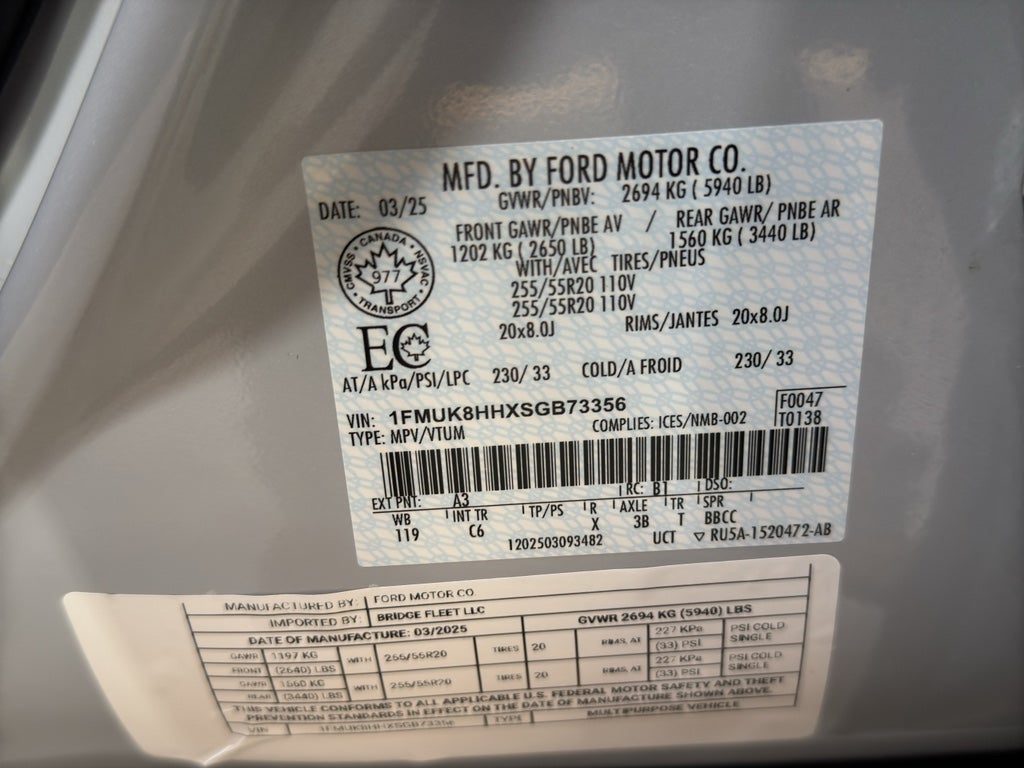 MFD. BY FORD MOTOR CO.
DATE: 03/25 GVWR/PNBV: 2694 KG ( 5940 LB)
FRONT GAWR/PNBE AV / REAR GAWR/ PNBE AR
1202 KG ( 2650 LB) 1560 KG ( 3440 LB)
WITH/AVEC TIRES/PNEUS
255/55R20 110V
255/55R20 110V
20x8.0J RIMS/JANTES 20x8.0J
CANADA
CMVSS NSVAC
977
TRANSPORT
EC
AT/A kPa/PSI/LPC 230/ 33 COLD/A FROID 230/ 33
VIN: 1FMUK8HHXSGB73356
F0047
TYPE: MPV/VTUM COMPLIES: ICES/NMB-002 T0138
EXT PNT: A3 RC: B1 DSO:
WB INT TR TP/PS R AXLE TR SPR
119 C6 X 3B T BBCC
1202503093482 UCT ▽ RU5A-1520472-AB
MANUFACTURED BY: FORD MOTOR CO.
IMPORTED BY: BRIDGE FLEET LLC
DATE OF MANUFACTURE: 03/2025 GVWR 2694 KG (5940) LBS
GAWR 1197 KG WITH 255/55R20 TIRES 20 RIMS, AT 227 KPa PSI COLD
FRONT (2640) LBS (33) PSI SINGLE
GAWR 1560 KG WITH 255/55R20 TIRES 20 RIMS, AT 227 KPa PSI COLD
REAR (3440) LBS (33) PSI SINGLE
THIS VEHICLE CONFORMS TO ALL APPLICABLE U.S. FEDERAL MOTOR SAFETY AND THEFT
PREVENTION STANDARDS IN EFFECT ON THE DATE OF MANUFACTURE SHOWN ABOVE.
VIN 1FMUK8HHXSGB73356 TYPE MULTIPURPOSE VEHICLE